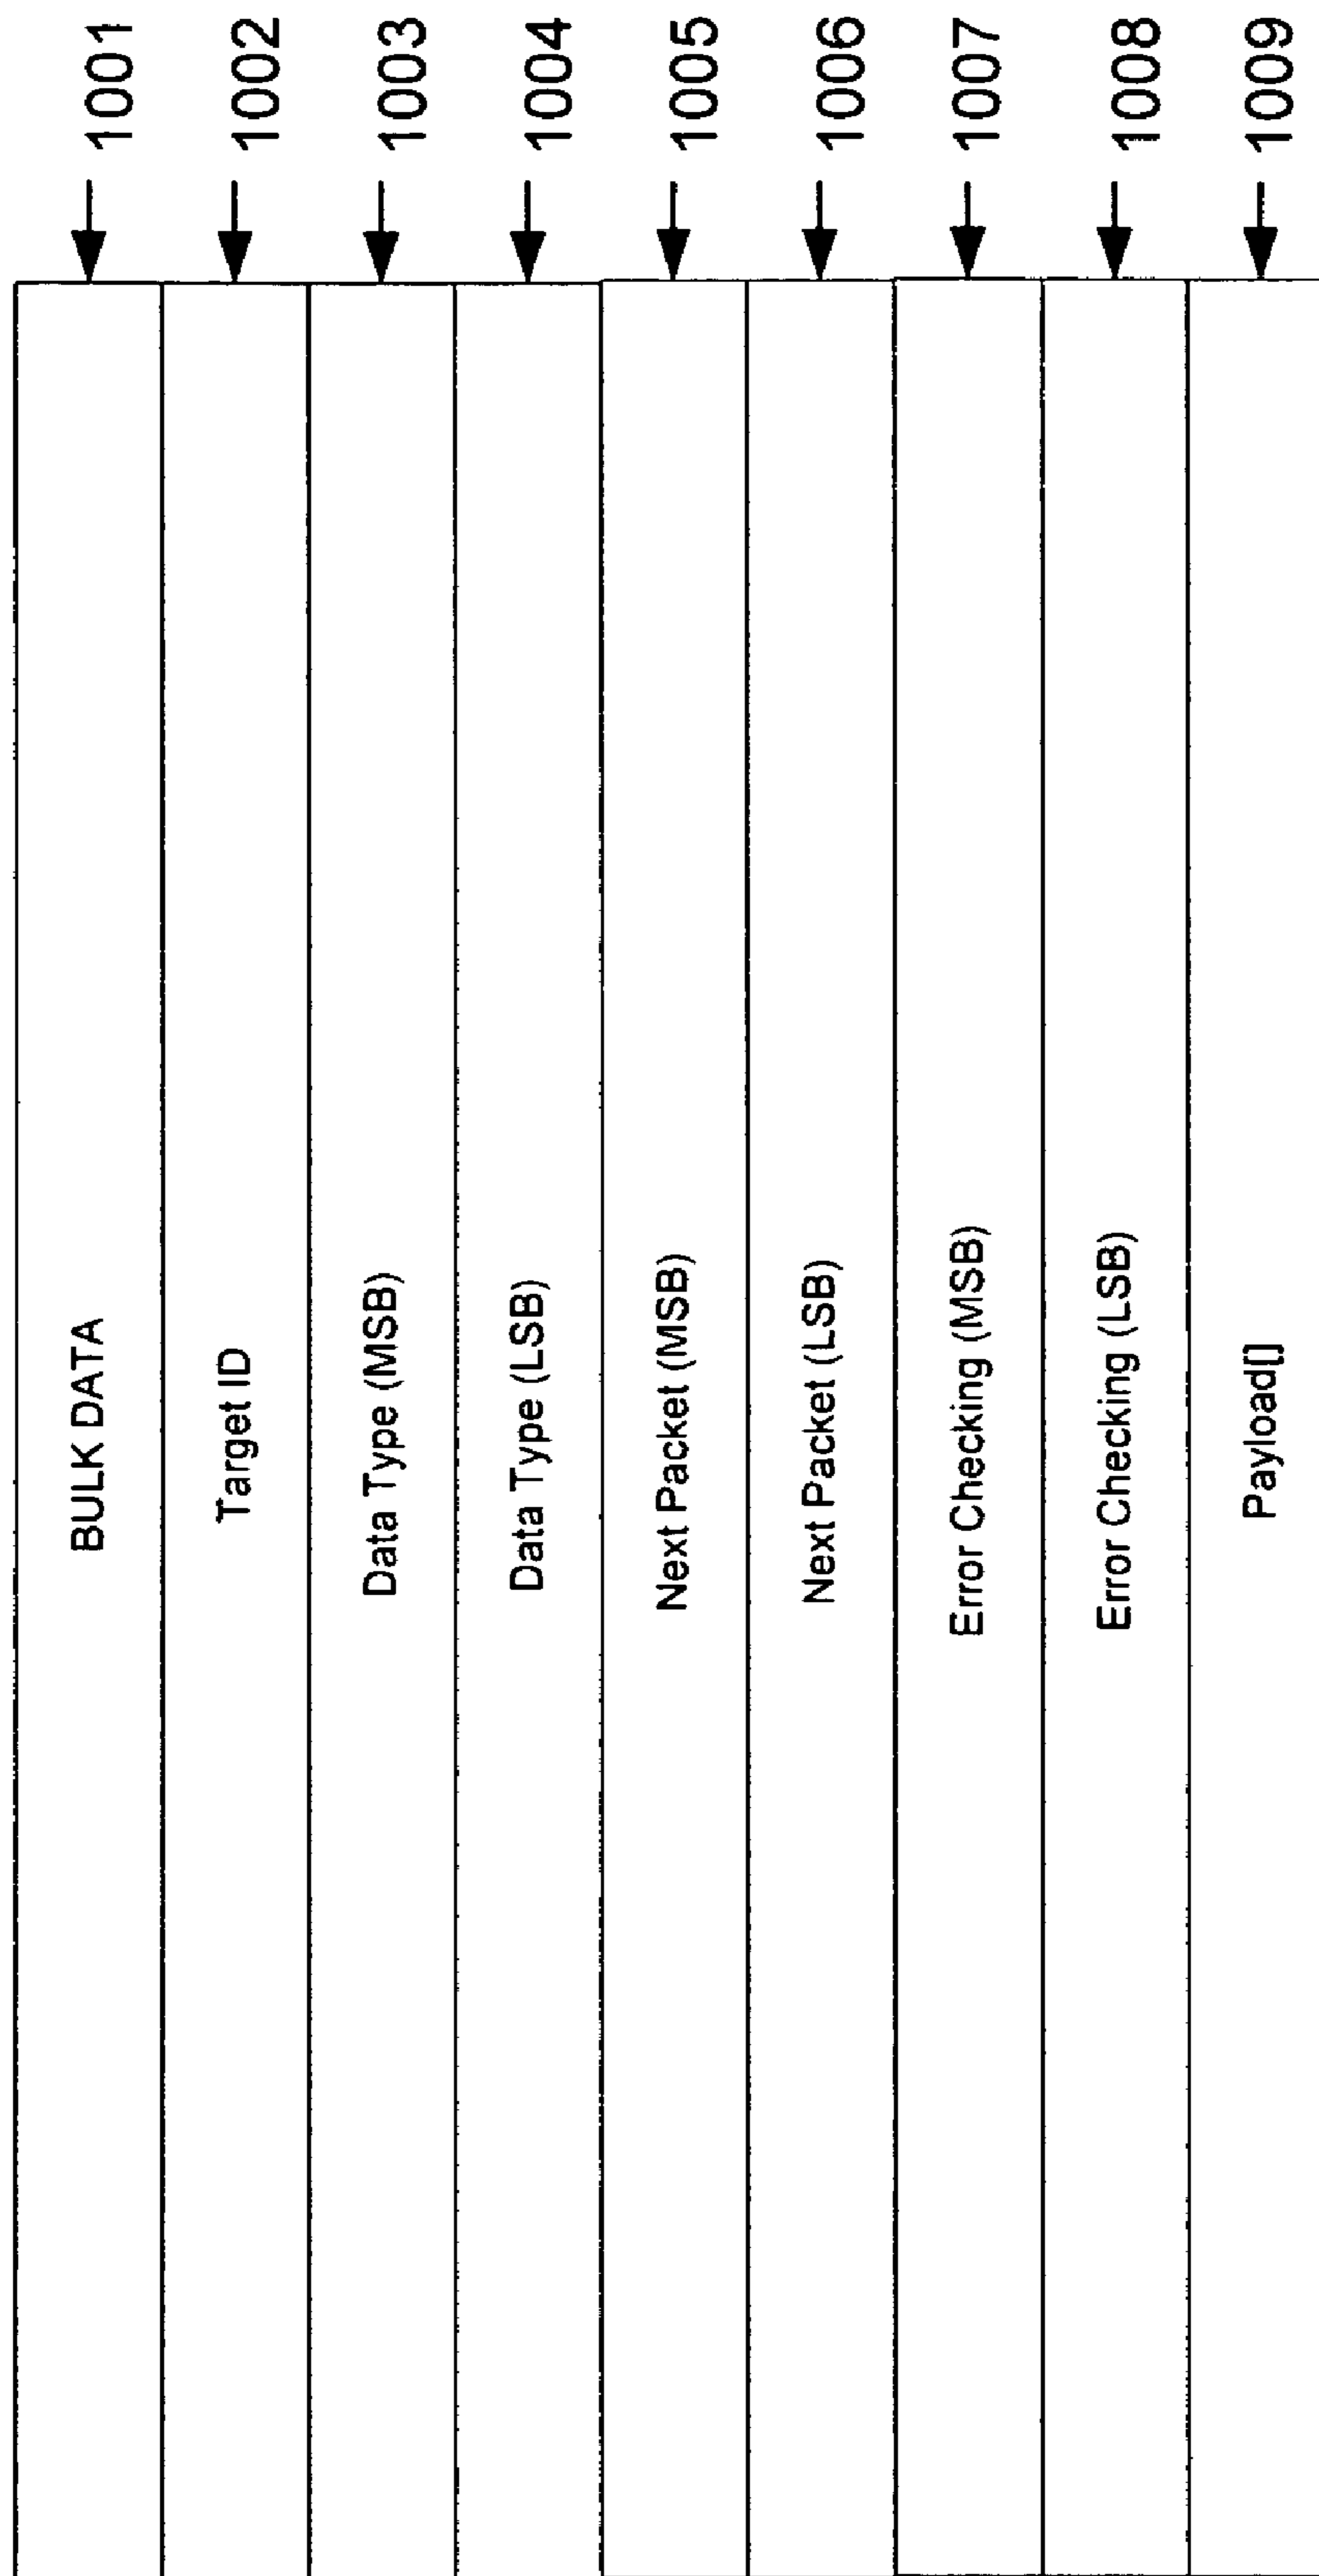 BULK DATA 1001
Target ID 1002
Data Type (MSB) 1003
Data Type (LSB) 1004
Next Packet (MSB) 1005
Next Packet (LSB) 1006
Error Checking (MSB) 1007
Error Checking (LSB) 1008
Payload[] 1009